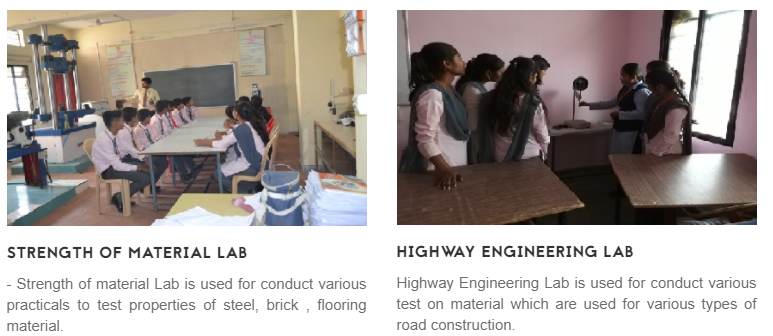 STRENGTH OF MATERIAL LAB
- Strength of material Lab is used for conduct various
practicals to test properties of steel, brick , flooring
material.
HIGHWAY ENGINEERING LAB
Highway Engineering Lab is used for conduct various
test on material which are used for various types of
road construction.